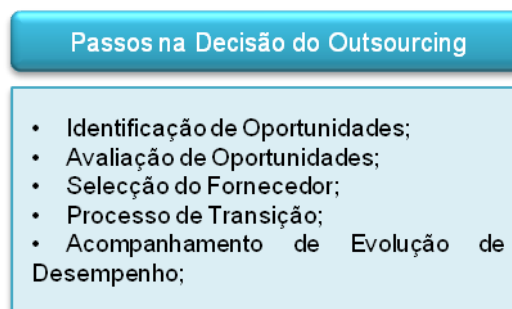 Passos na Decisão do Outsourcing
• Identificação de Oportunidades;
• Avaliação de Oportunidades;
• Selecção do Fornecedor;
• Processo de Transição;
• Acompanhamento de Evolução de
Desempenho;